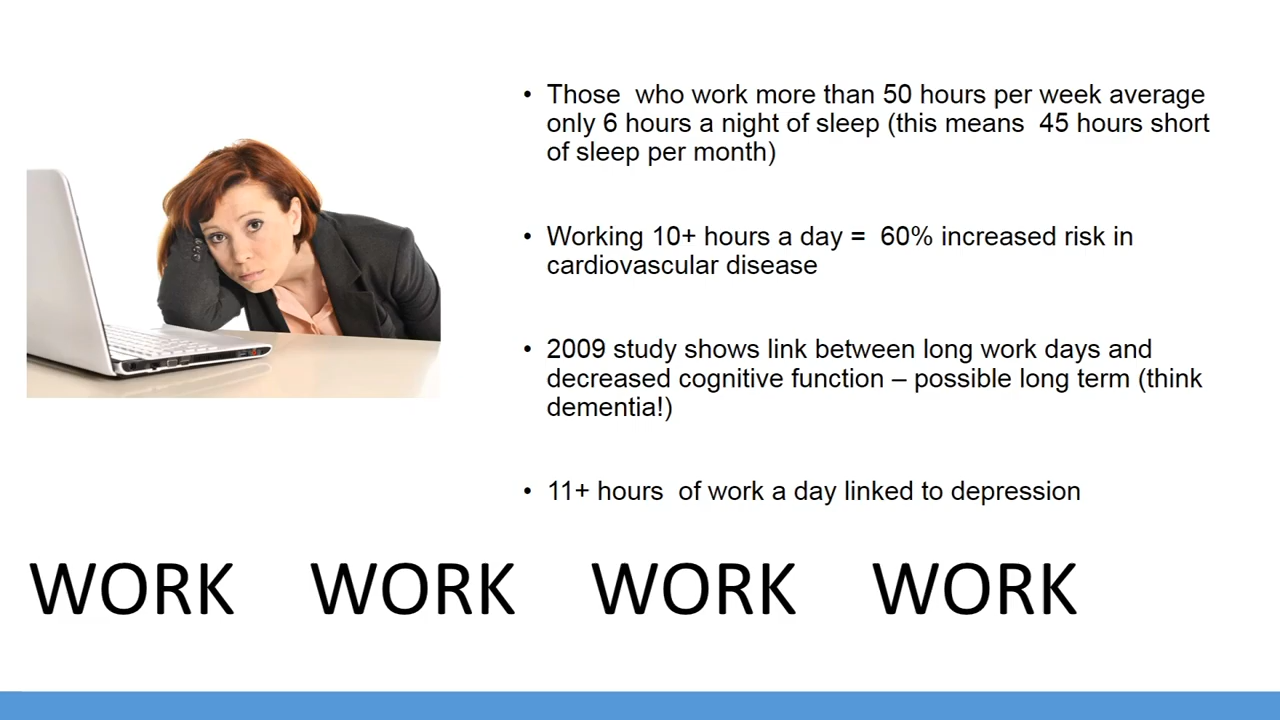 • Those  who work more than 50 hours per week average
only 6 hours a night of sleep (this means  45 hours short
of sleep per month)
• Working 10+ hours a day =  60% increased risk in
cardiovascular disease
• 2009 study shows link between long work days and
decreased cognitive function – possible long term (think
dementia!)
• 11+ hours  of work a day linked to depression
WORK WORK WORK WORK